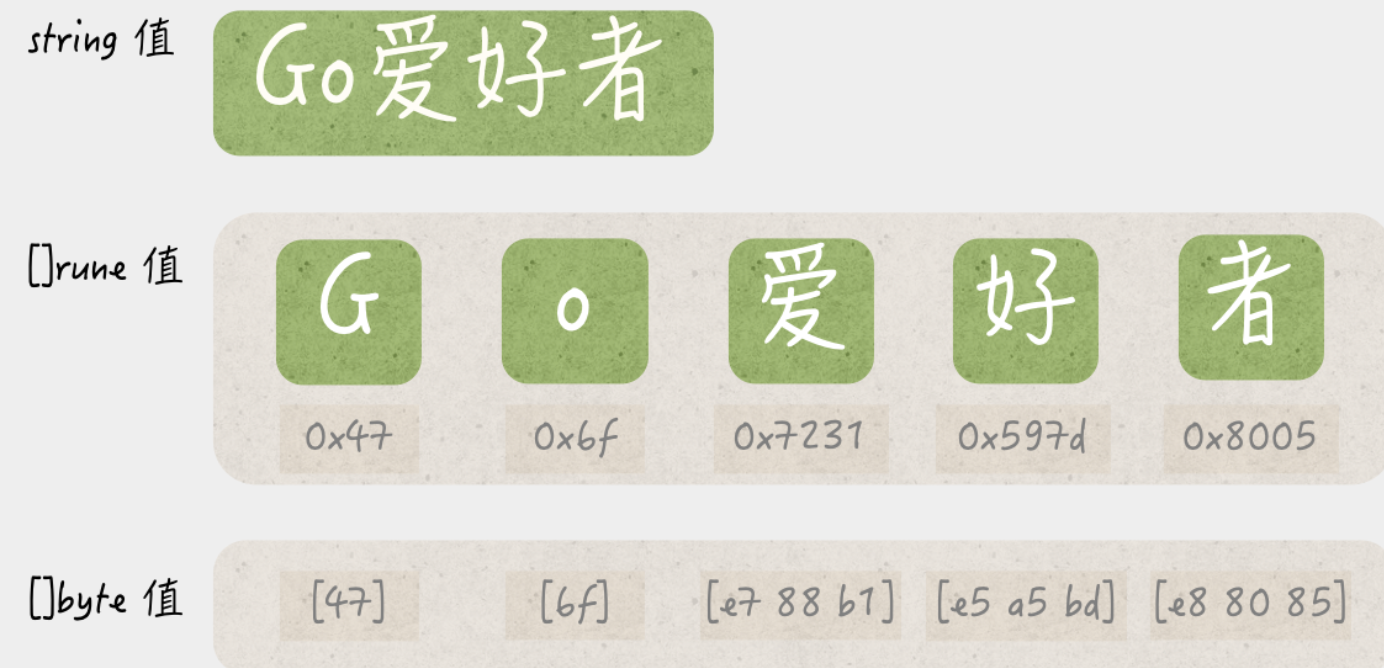 string 值 Go爱好者
[]rune 值 G o 爱 好 者
0x47 0x6f 0x7231 0x597d 0x8005
[]byte 值 [47] [6f] [e7 88 b1] [e5 a5 bd] [e8 80 85]